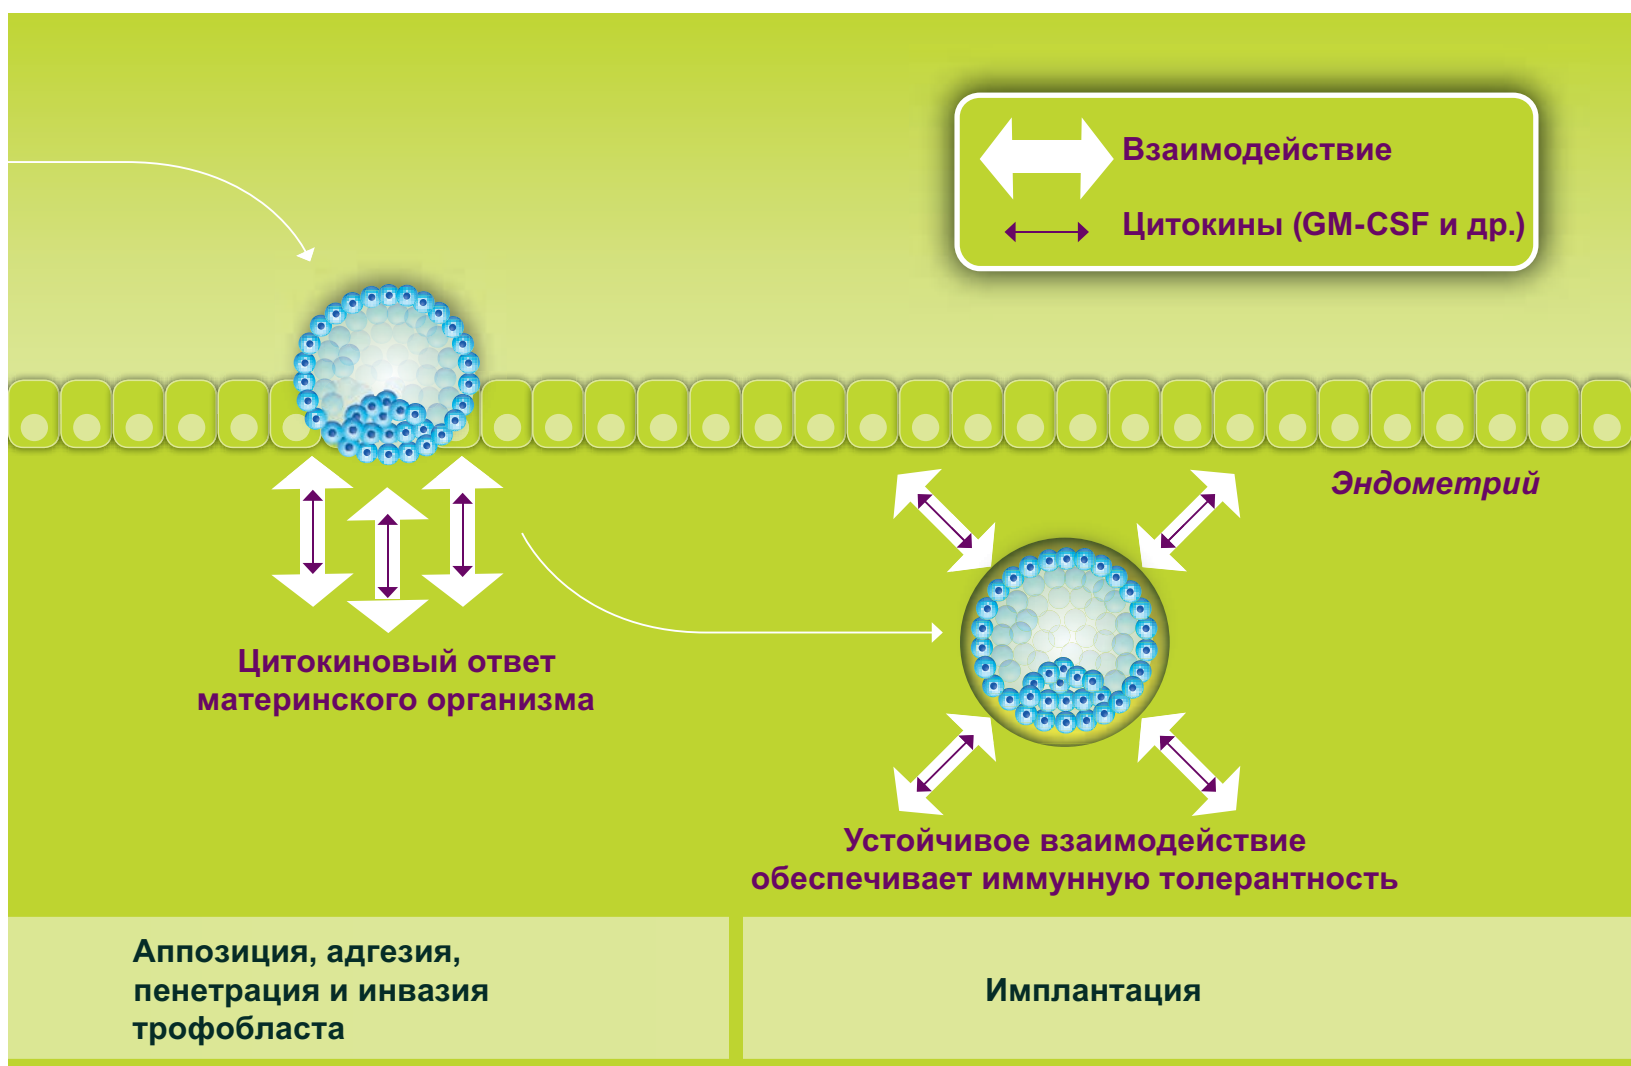 Взаимодействие
Цитокины (GM-CSF и др.)
Эндометрий
Цитокиновый ответ
материнского организма
Устойчивое взаимодействие
обеспечивает иммунную толерантность
Аппозиция, адгезия,
пенетрация и инвазия
трофобласта
Имплантация